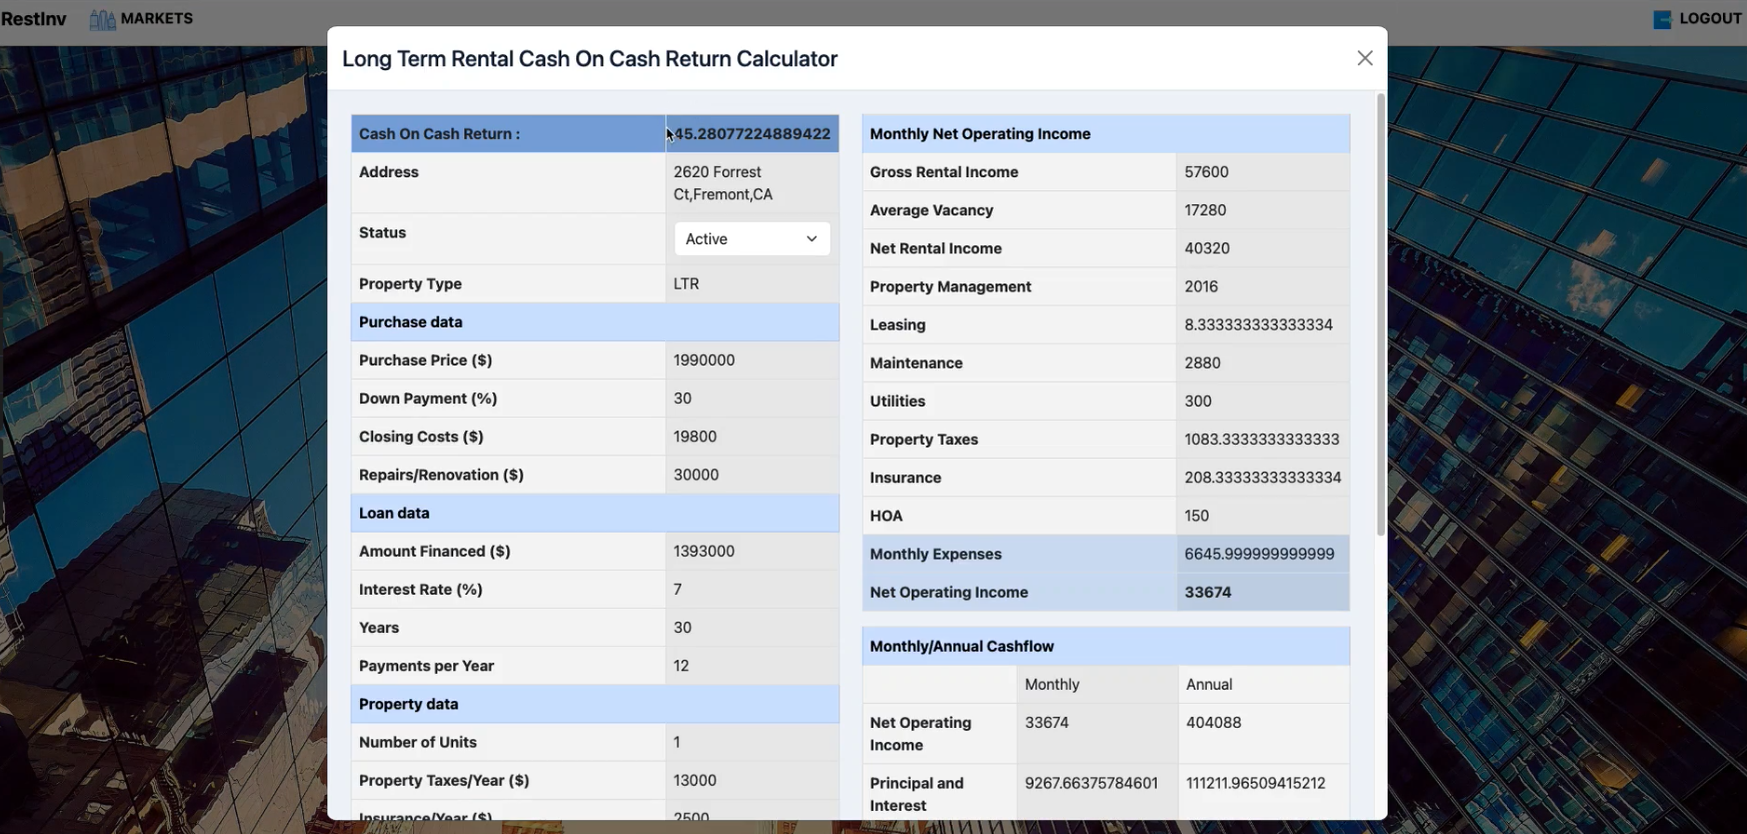 RestInv MARKETS LOGOUT
Long Term Rental Cash On Cash Return Calculator
Cash On Cash Return : 45.28077224889422
Address 2620 Forrest
Ct,Fremont,CA
Status Active
Property Type LTR
Purchase data
Purchase Price ($) 1990000
Down Payment (%) 30
Closing Costs ($) 19800
Repairs/Renovation ($) 30000
Loan data
Amount Financed ($) 1393000
Interest Rate (%) 7
Years 30
Payments per Year 12
Property data
Number of Units 1
Property Taxes/Year ($) 13000
Insurance/Year ($) 2500
Monthly Net Operating Income
Gross Rental Income 57600
Average Vacancy 17280
Net Rental Income 40320
Property Management 2016
Leasing 8.333333333333334
Maintenance 2880
Utilities 300
Property Taxes 1083.3333333333333
Insurance 208.33333333333334
HOA 150
Monthly Expenses 6645.999999999999
Net Operating Income 33674
Monthly/Annual Cashflow
Monthly Annual
Net Operating 33674 404088
Income
Principal and 9267.66375784601 111211.96509415212
Interest